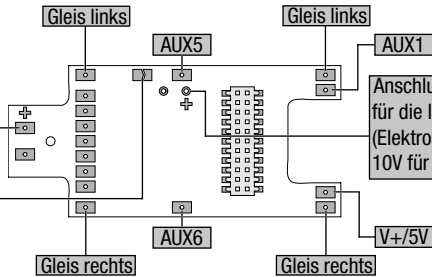 Gleis links
Gleis links
AUX5
AUX1
Anschlu
für die I
(Elektro
10V für
AUX6
V+/5V
Gleis rechts
Gleis rechts